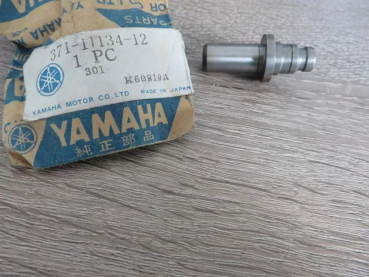 371-11134-12
1 PC
301
K60819A
YAMAHA MOTOR CO., LTD. MADE IN JAPAN
YAMAHA
純正部品